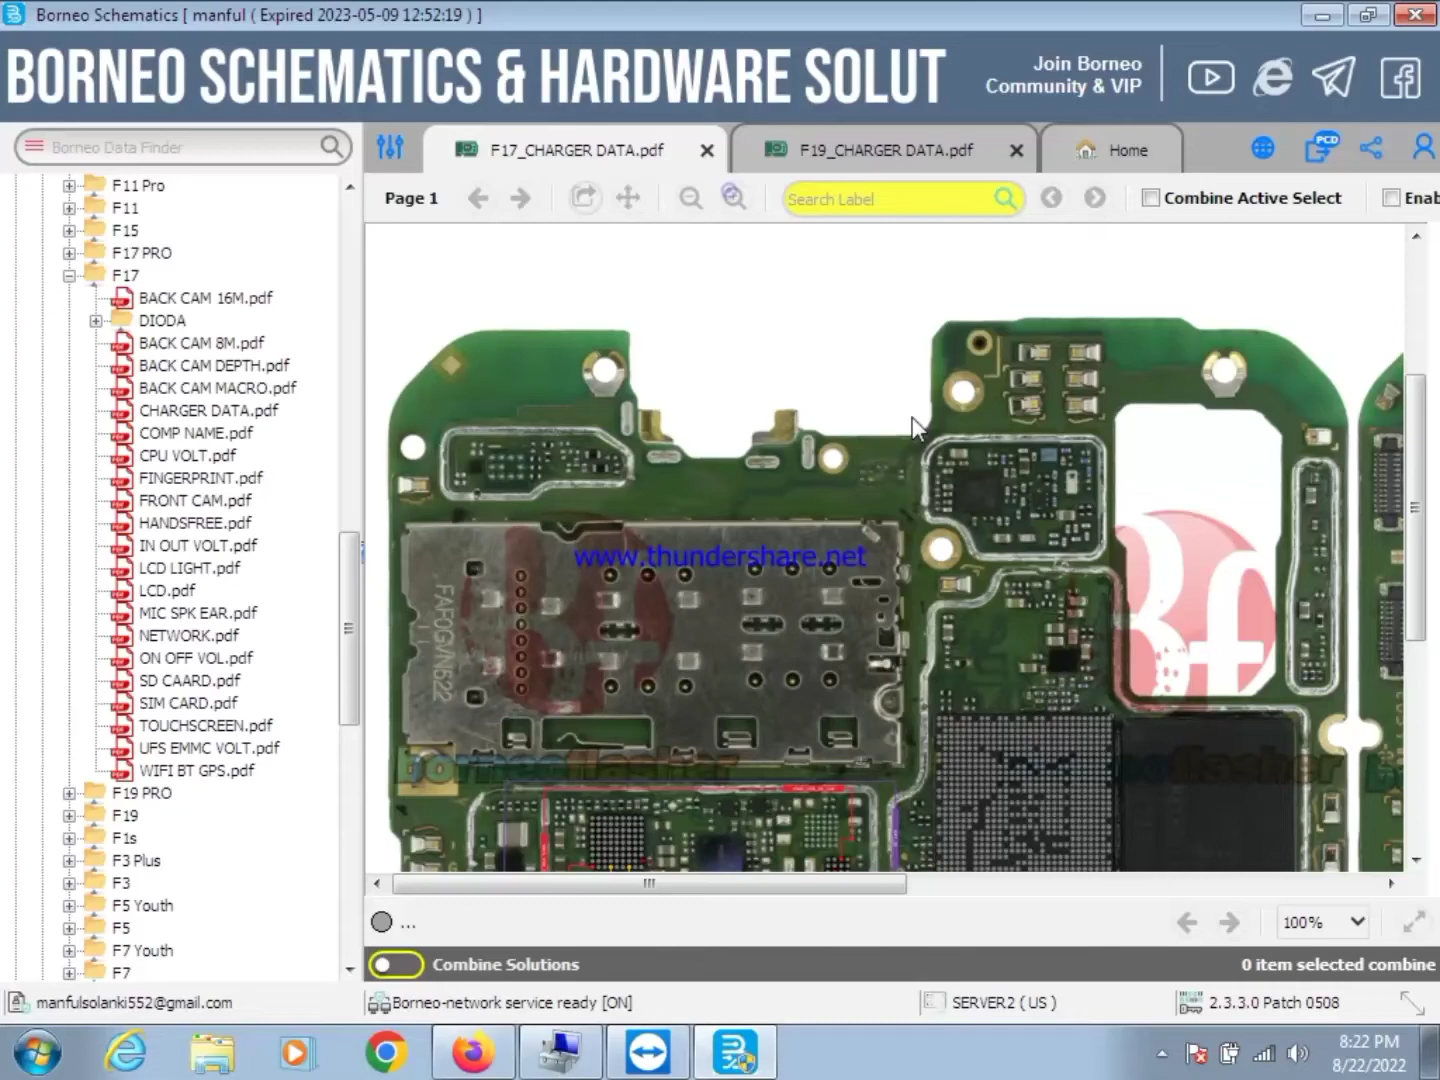 Borneo Schematics [ manful ( Expired 2023-05-09 12:52:19 ) ]
BORNEO SCHEMATICS & HARDWARE SOLUT
Join Borneo
Community & VIP
Borneo Data Finder
F17_CHARGER DATA.pdf
F19_CHARGER DATA.pdf
Home
PCD
Page 1
Search Label
Combine Active Select
Enab
F11 Pro
F11
F15
F17 PRO
F17
BACK CAM 16M.pdf
DIODA
BACK CAM 8M.pdf
BACK CAM DEPTH.pdf
BACK CAM MACRO.pdf
CHARGER DATA.pdf
COMP NAME.pdf
CPU VOLT.pdf
FINGERPRINT.pdf
FRONT CAM.pdf
HANDSFREE.pdf
IN OUT VOLT.pdf
LCD LIGHT.pdf
LCD.pdf
MIC SPK EAR.pdf
NETWORK.pdf
ON OFF VOL.pdf
SD CAARD.pdf
SIM CARD.pdf
TOUCHSCREEN.pdf
UFS EMMC VOLT.pdf
WIFI BT GPS.pdf
F19 PRO
F19
F1s
F3 Plus
F3
F5 Youth
F5
F7 Youth
F7
www.thundershare.net
Borneoflasher
...
100%
Combine Solutions
0 item selected combine
manfulsolanki552@gmail.com
Borneo-network service ready [ON]
SERVER2 ( US )
2.3.3.0 Patch 0508
8:22 PM
8/22/2022